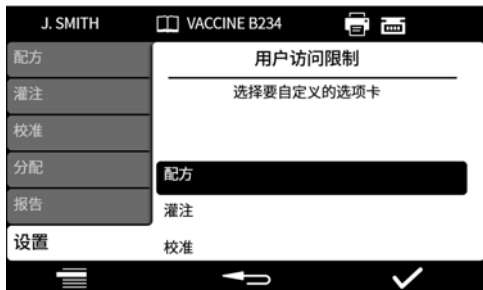 J. SMITH
VACCINE B234
配方
灌注
校准
分配
报告
设置
用户访问限制
选择要自定义的选项卡
配方
灌注
校准